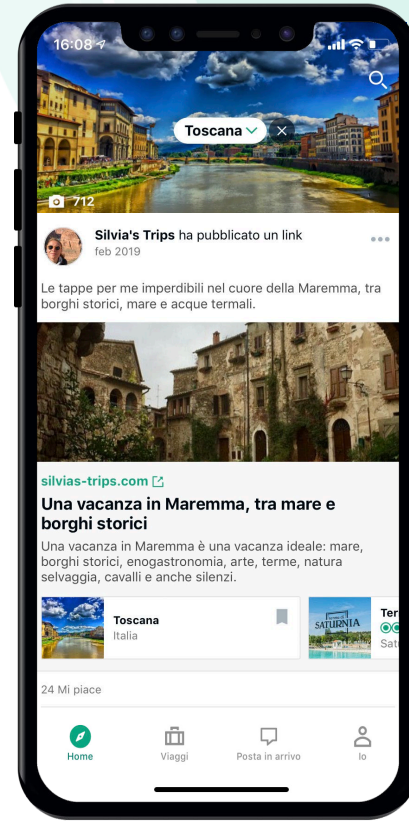 16:08
Toscana
712
Silvia's Trips ha pubblicato un link
feb 2019
Le tappe per me imperdibili nel cuore della Maremma, tra
borghi storici, mare e acque termali.
silvias-trips.com
Una vacanza in Maremma, tra mare e
borghi storici
Una vacanza in Maremma è una vacanza ideale: mare,
borghi storici, enogastronomia, arte, terme, natura
selvaggia, cavalli e anche silenzi.
Toscana
Italia
SATURNIA
Ter
Satu
24 Mi piace
Home
Viaggi
Posta in arrivo
Io